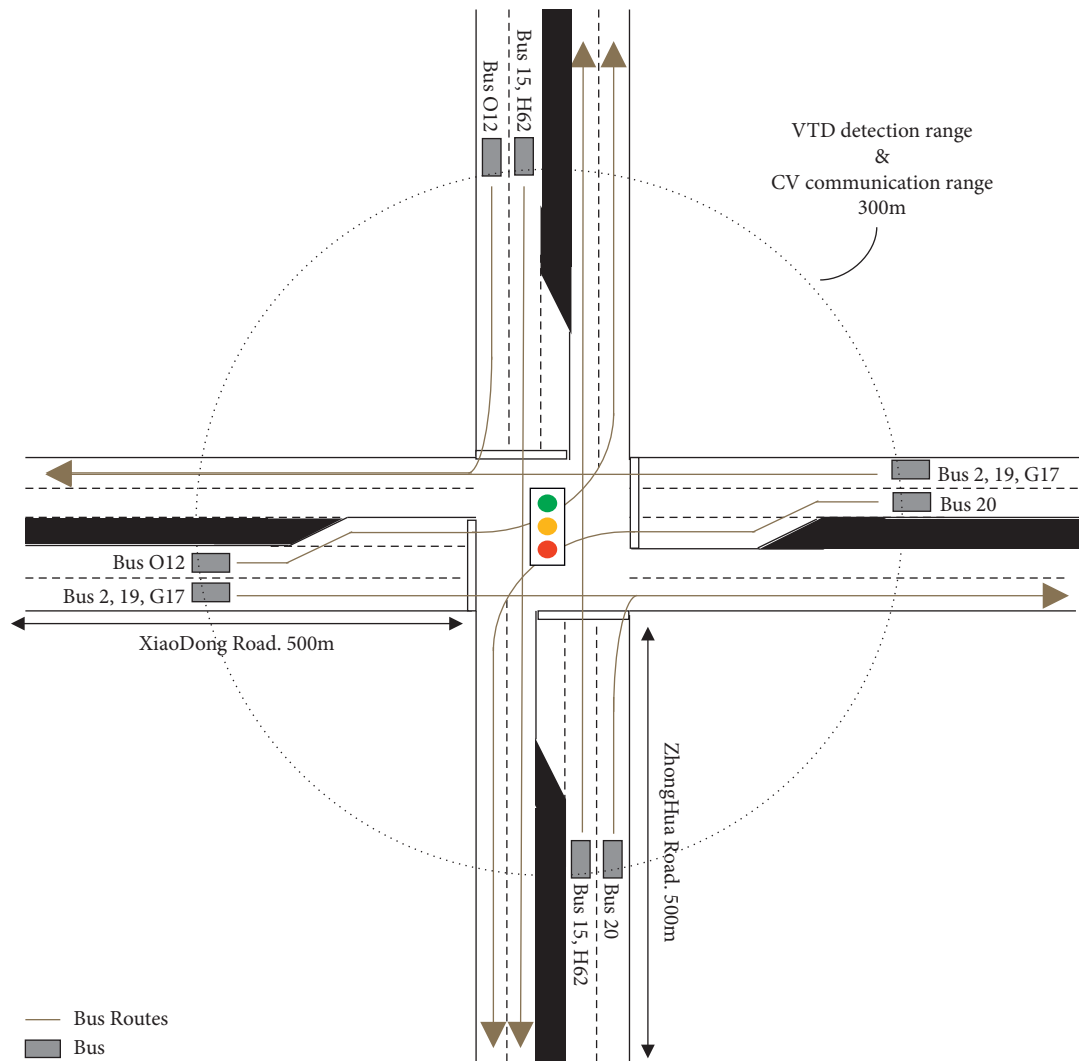 Bus O12
Bus 15, H62
VTD detection range
&
CV communication range
300m
Bus 2, 19, G17
Bus 20
Bus O12
Bus 2, 19, G17
XiaoDong Road. 500m
ZhongHua Road. 500m
Bus 15, H62
Bus 20
Bus Routes
Bus